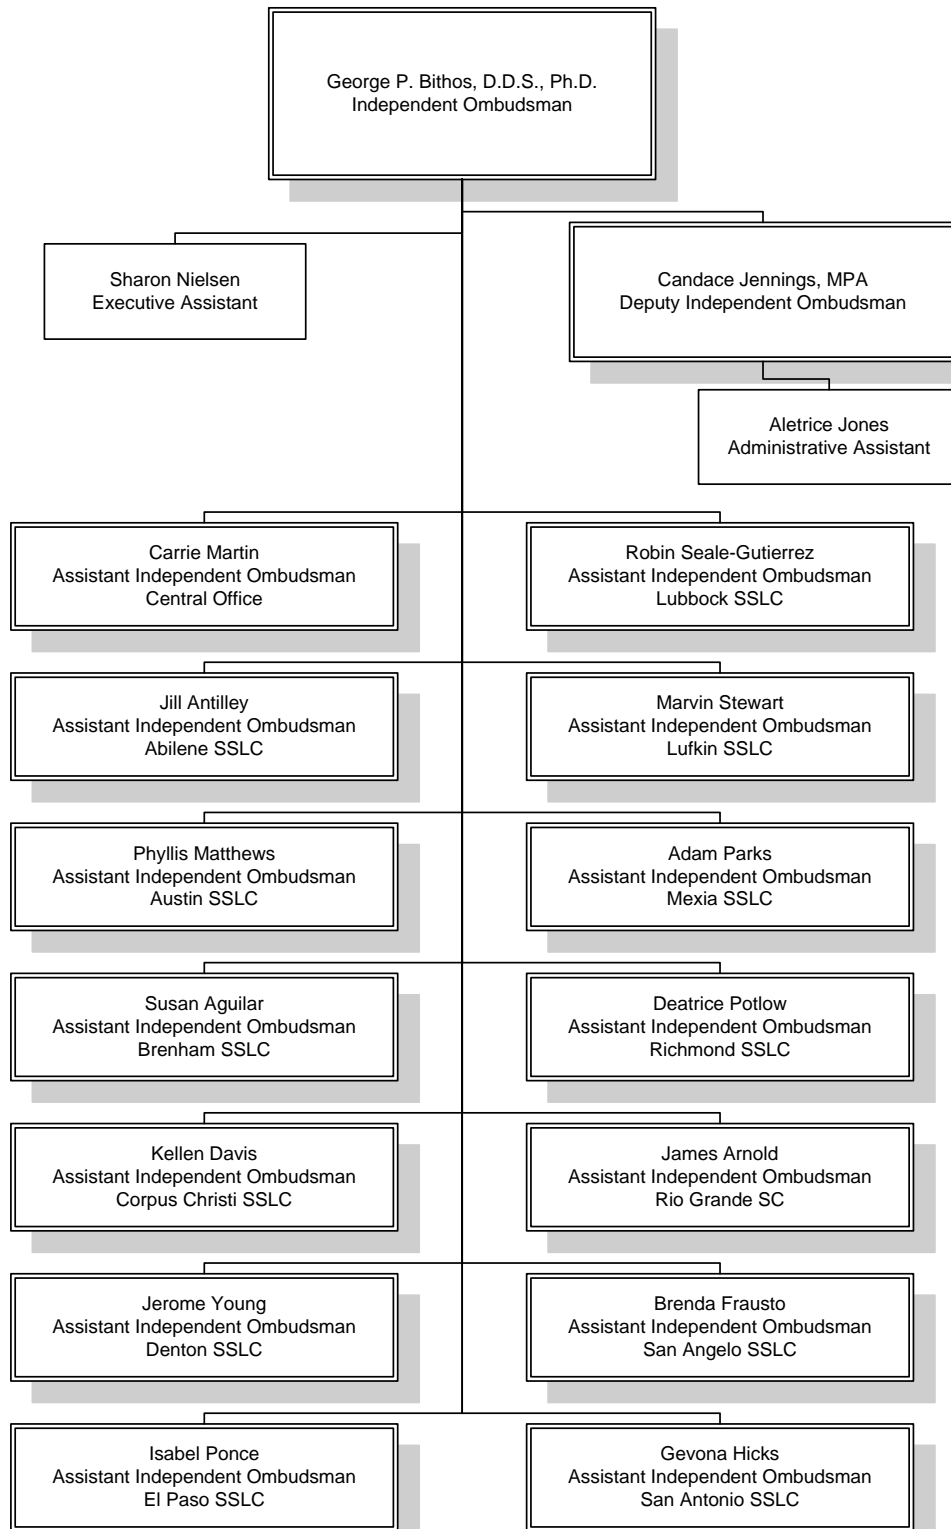 George P. Bithos, D.D.S., Ph.D.
Independent Ombudsman
Sharon Nielsen
Executive Assistant
Candace Jennings, MPA
Deputy Independent Ombudsman
Aletrice Jones
Administrative Assistant
Carrie Martin
Assistant Independent Ombudsman
Central Office
Robin Seale-Gutierrez
Assistant Independent Ombudsman
Lubbock SSLC
Jill Antilley
Assistant Independent Ombudsman
Abilene SSLC
Marvin Stewart
Assistant Independent Ombudsman
Lufkin SSLC
Phyllis Matthews
Assistant Independent Ombudsman
Austin SSLC
Adam Parks
Assistant Independent Ombudsman
Mexia SSLC
Susan Aguilar
Assistant Independent Ombudsman
Brenham SSLC
Deatrice Potlow
Assistant Independent Ombudsman
Richmond SSLC
Kellen Davis
Assistant Independent Ombudsman
Corpus Christi SSLC
James Arnold
Assistant Independent Ombudsman
Rio Grande SC
Jerome Young
Assistant Independent Ombudsman
Denton SSLC
Brenda Frausto
Assistant Independent Ombudsman
San Angelo SSLC
Isabel Ponce
Assistant Independent Ombudsman
El Paso SSLC
Gevona Hicks
Assistant Independent Ombudsman
San Antonio SSLC